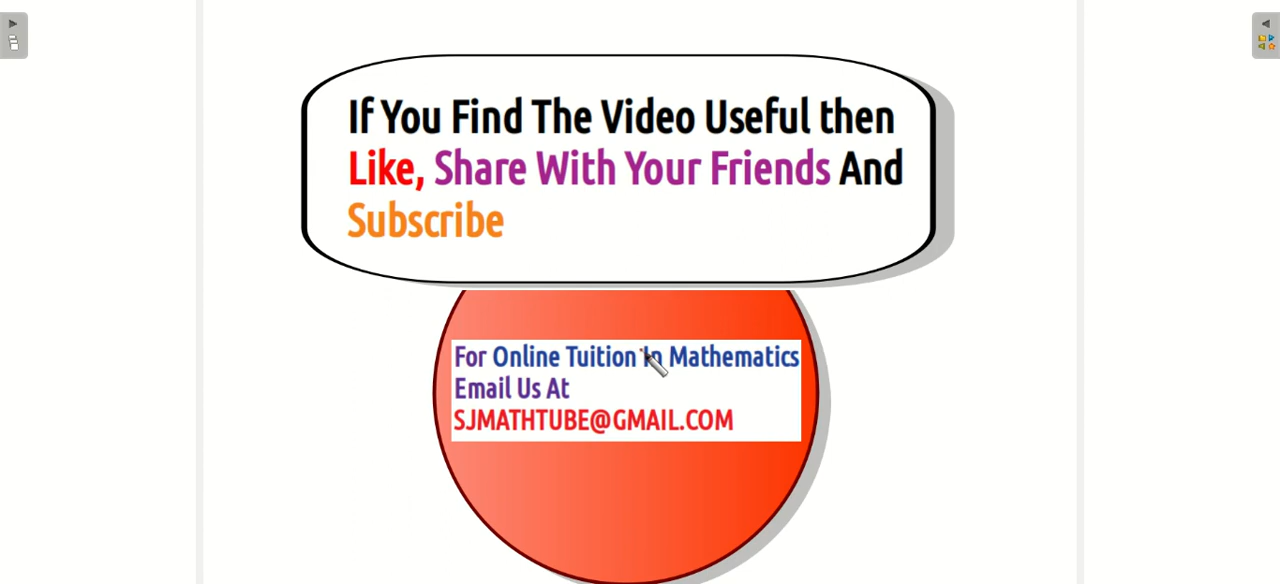 If You Find The Video Useful then
Like, Share With Your Friends And
Subscribe
For Online Tuition In Mathematics
Email Us At
SJMATHTUBE@GMAIL.COM